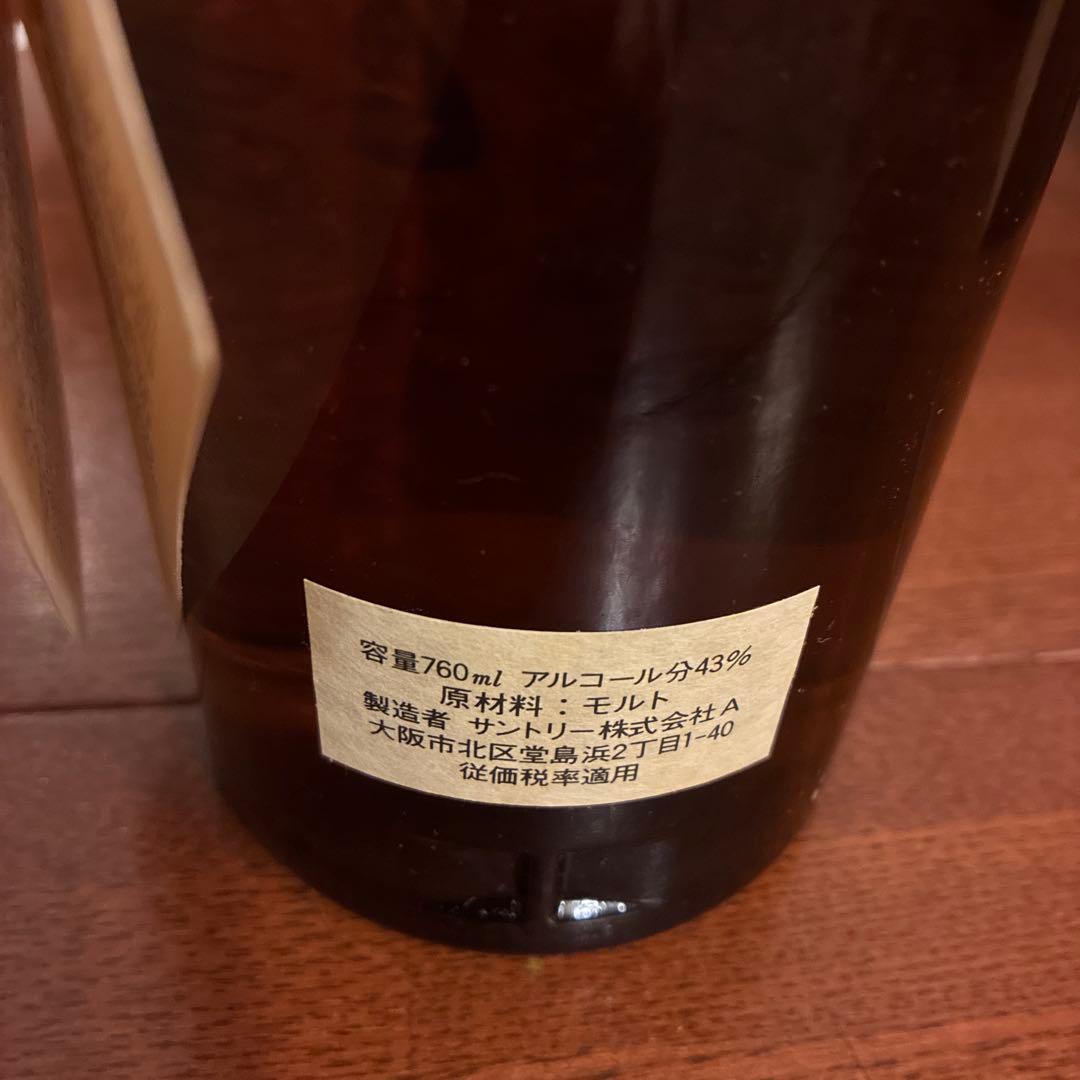 容量760ml アルコール分43%
原材料：モルト
製造者 サントリー株式会社A
大阪市北区堂島浜2丁目1-40
従価税率適用